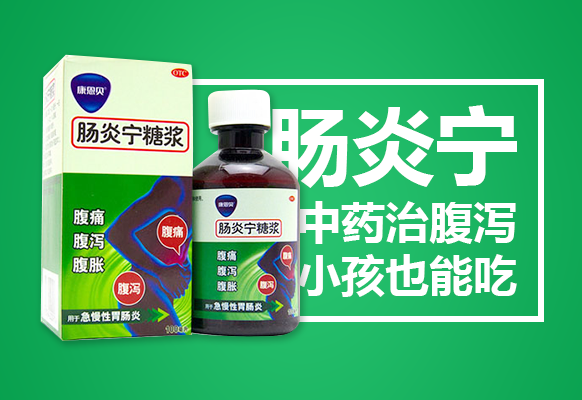 OTC
康恩贝
肠炎宁糖浆
腹痛
腹泻
腹胀
腹痛
腹泻
用于 急慢性胃肠炎
康恩贝
肠炎宁糖浆
腹痛
腹泻
腹胀
腹痛
腹泻
用于 急慢性胃肠炎
肠炎宁
中药治腹泻
小孩也能吃